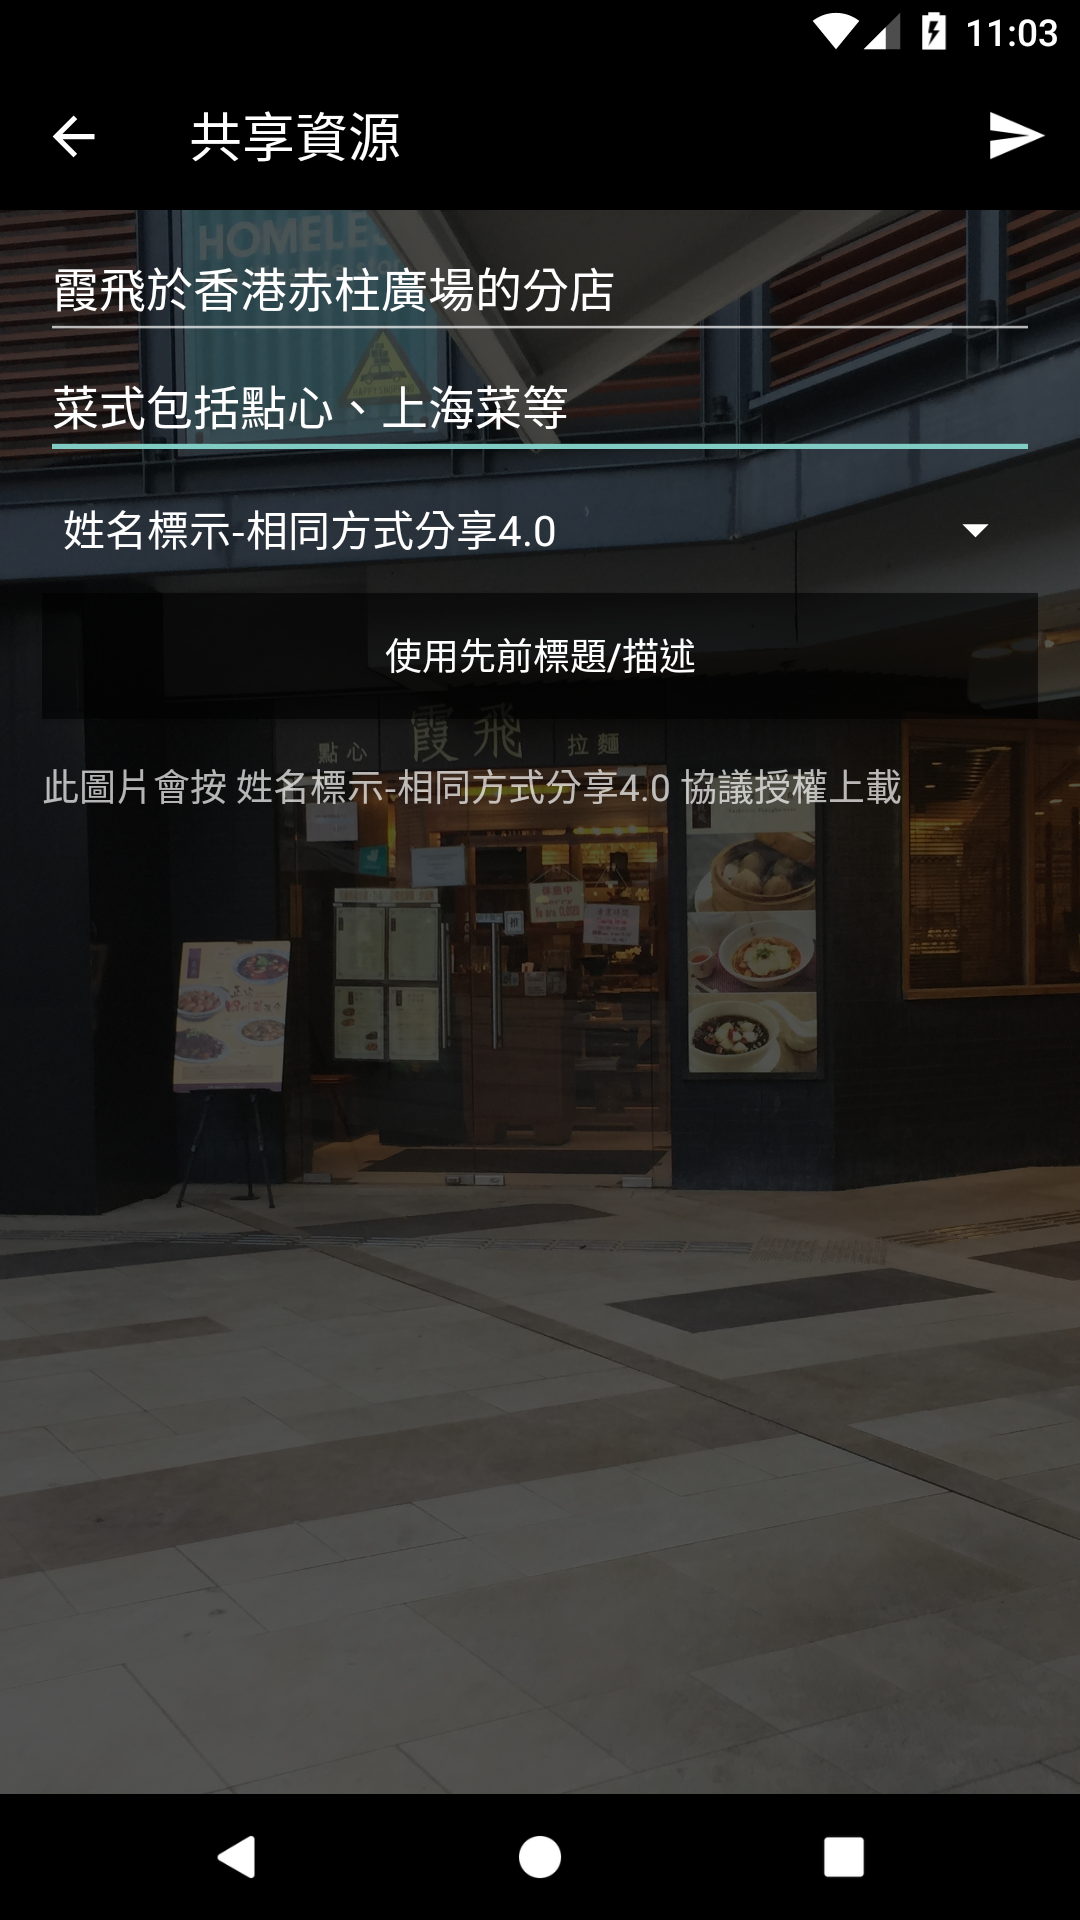 11:03
共享資源
HOMELE
霞飛於香港赤柱廣場的分店
菜式包括點心、上海菜等
姓名標示-相同方式分享4.0
使用先前標題/描述
點心 霞飛 拉麵
此圖片會按 姓名標示-相同方式分享4.0 協議授權上載
休息中
推